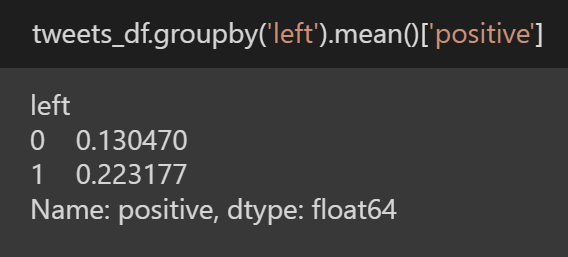 tweets_df.groupby('left').mean()['positive']
left
0    0.130470
1    0.223177
Name: positive, dtype: float64